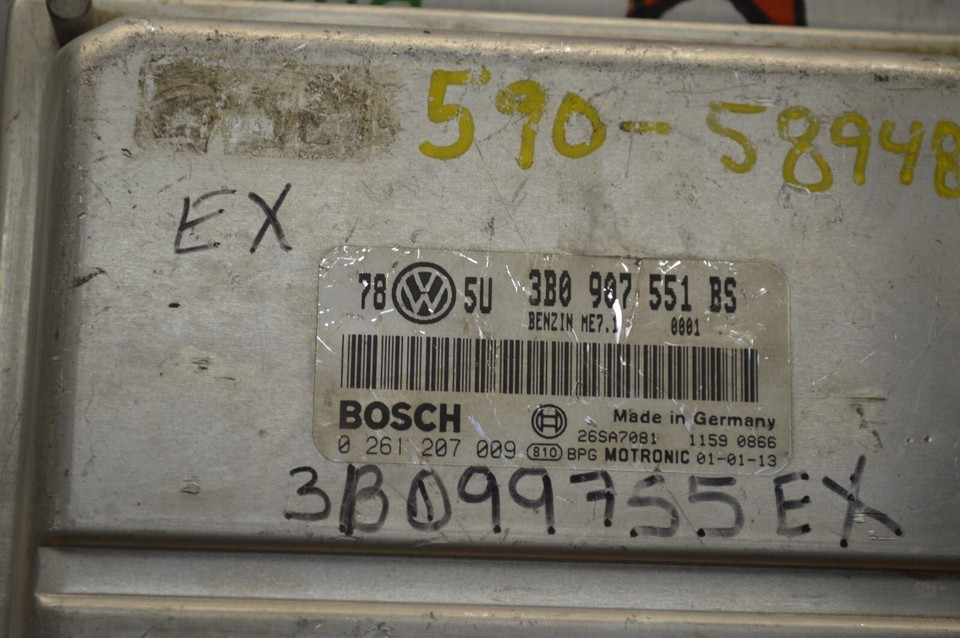 590-58948
EX
78 5U 3B0 907 551 BS
BENZIN ME7.1 0001
BOSCH Made in Germany
26SA7081 1159 0866
0 261 207 009 810 BPG MOTRONIC 01-01-13
3B099755EX